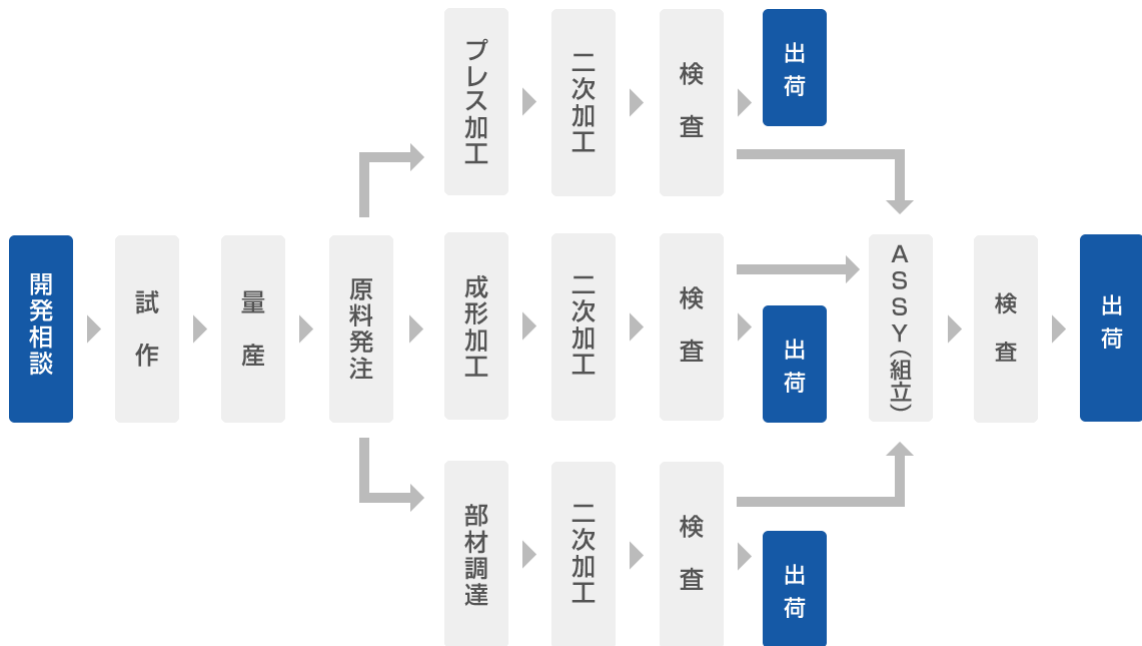 開発相談
試作
量産
原料発注
プレス加工
二次加工
検査
出荷
成形加工
二次加工
検査
出荷
部材調達
二次加工
検査
出荷
ASSY(組立)
検査
出荷